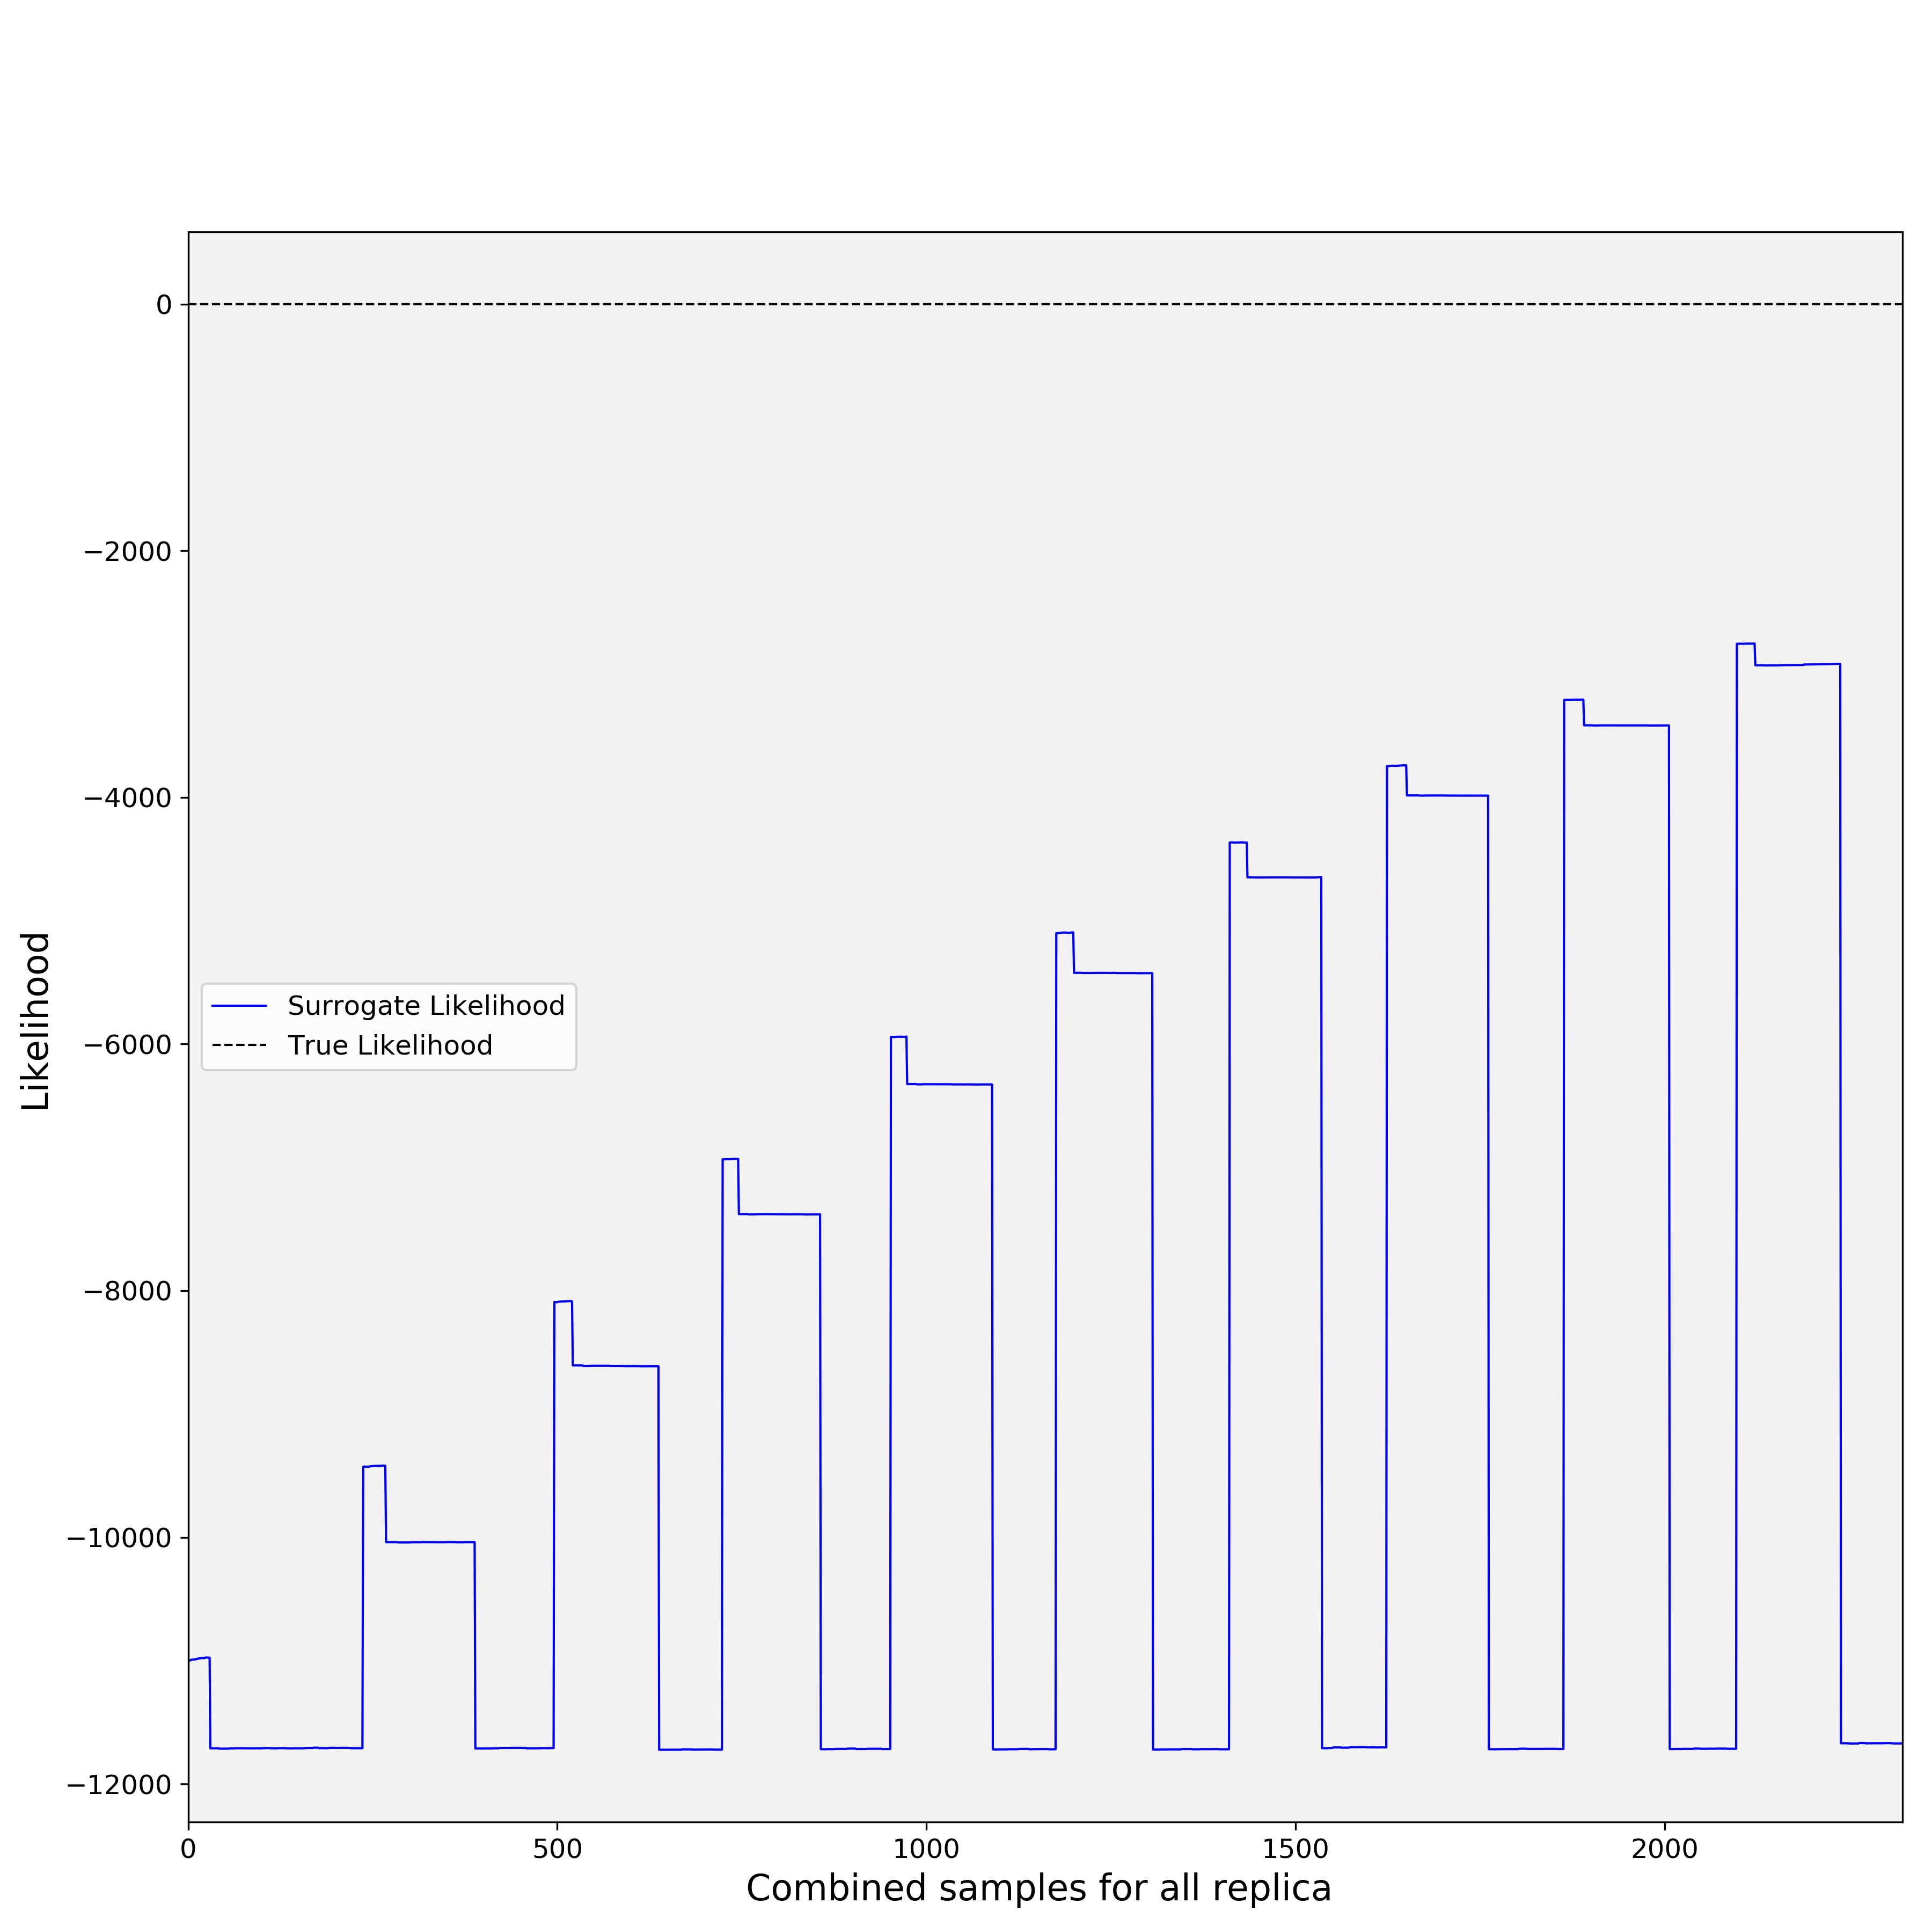 0
−2000
−4000
−6000
−8000
−10000
−12000
Likelihood
Surrogate Likelihood
True Likelihood
0 500 1000 1500 2000
Combined samples for all replica